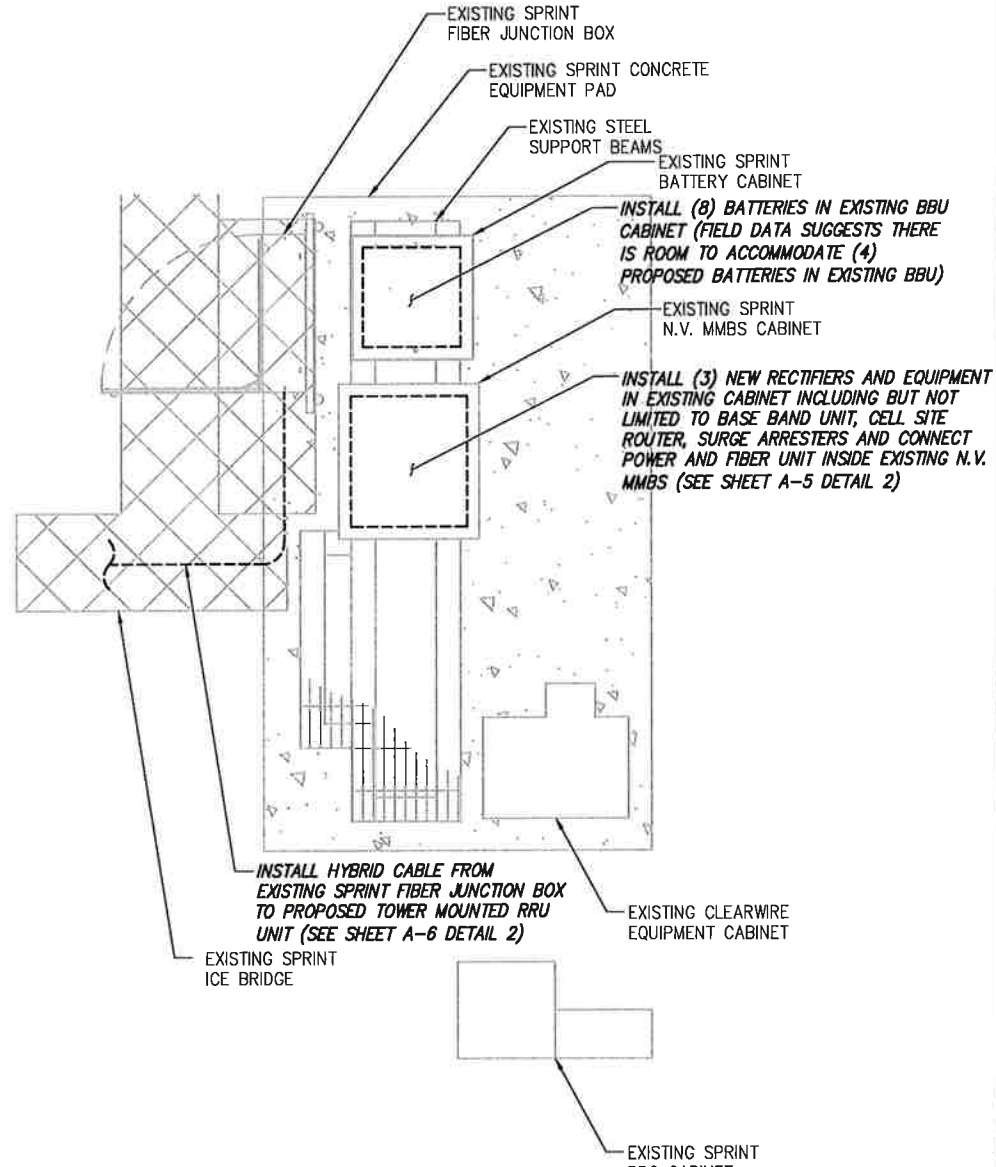 EXISTING SPRINT
FIBER JUNCTION BOX
EXISTING SPRINT CONCRETE
EQUIPMENT PAD
EXISTING STEEL
SUPPORT BEAMS
EXISTING SPRINT
BATTERY CABINET
INSTALL (8) BATTERIES IN EXISTING BBU
CABINET (FIELD DATA SUGGESTS THERE
IS ROOM TO ACCOMMODATE (4)
PROPOSED BATTERIES IN EXISTING BBU)
EXISTING SPRINT
N.V. MMBS CABINET
INSTALL (3) NEW RECTIFIERS AND EQUIPMENT
IN EXISTING CABINET INCLUDING BUT NOT
LIMITED TO BASE BAND UNIT, CELL SITE
ROUTER, SURGE ARRESTERS AND CONNECT
POWER AND FIBER UNIT INSIDE EXISTING N.V.
MMBS (SEE SHEET A-5 DETAIL 2)
INSTALL HYBRID CABLE FROM
EXISTING SPRINT FIBER JUNCTION BOX
TO PROPOSED TOWER MOUNTED RRU
UNIT (SEE SHEET A-6 DETAIL 2)
EXISTING SPRINT
ICE BRIDGE
EXISTING CLEARWIRE
EQUIPMENT CABINET
EXISTING SPRINT